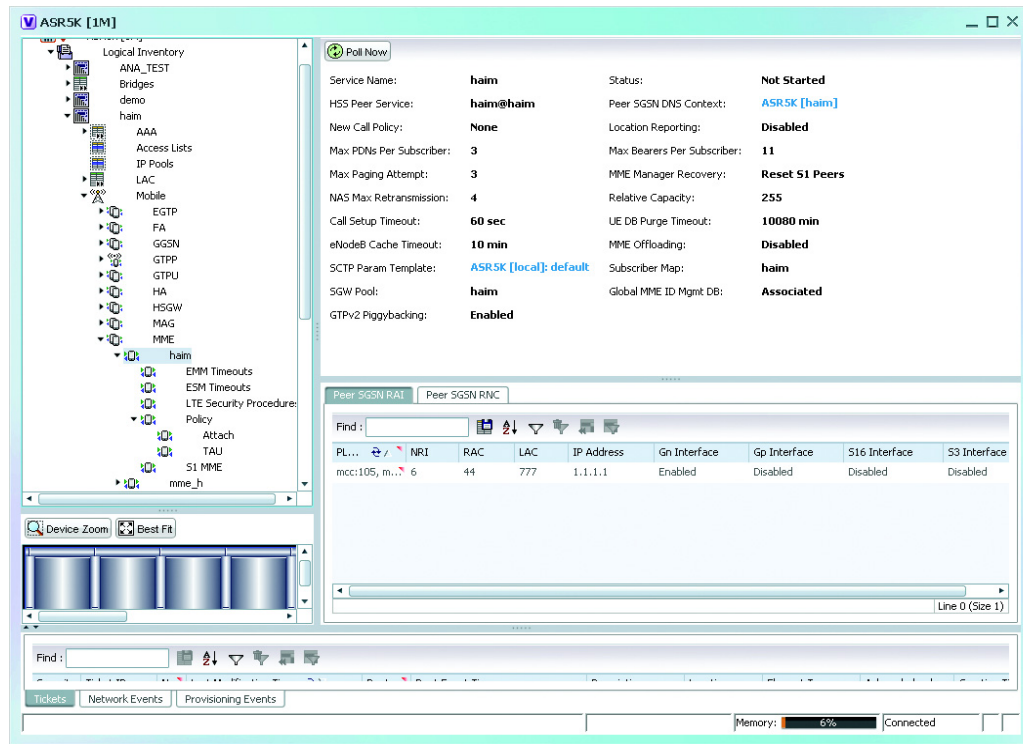 ASR5K [1M]
Logical Inventory
ANA_TEST
Bridges
demo
haim
AAA
Access Lists
IP Pools
LAC
Mobile
EGTP
FA
GGSN
GTPP
GTPU
HA
HSGW
MAG
MME
haim
EMM Timeouts
ESM Timeouts
LTE Security Procedure:
Policy
Attach
TAU
S1 MME
mme_h
Device Zoom Best Fit
Poll Now
Service Name: haim Status: Not Started
HSS Peer Service: haim@haim Peer SGSN DNS Context: ASR5K [haim]
New Call Policy: None Location Reporting: Disabled
Max PDNs Per Subscriber: 3 Max Bearers Per Subscriber: 11
Max Paging Attempt: 3 MME Manager Recovery: Reset S1 Peers
NAS Max Retransmission: 4 Relative Capacity: 255
Call Setup Timeout: 60 sec UE DB Purge Timeout: 10080 min
eNodeB Cache Timeout: 10 min MME Offloading: Disabled
SCTP Param Template: ASR5K [local]: default Subscriber Map: haim
SGW Pool: haim Global MME ID Mgmt DB: Associated
GTPv2 Piggybacking: Enabled
Peer SGSN RAI Peer SGSN RNC
Find :
PL... NRI RAC LAC IP Address Gn Interface Gp Interface S16 Interface S3 Interface
mcc:105, m... 6 44 777 1.1.1.1 Enabled Disabled Disabled Disabled
Line 0 (Size 1)
Find :
Tickets Network Events Provisioning Events
Memory: 6% Connected